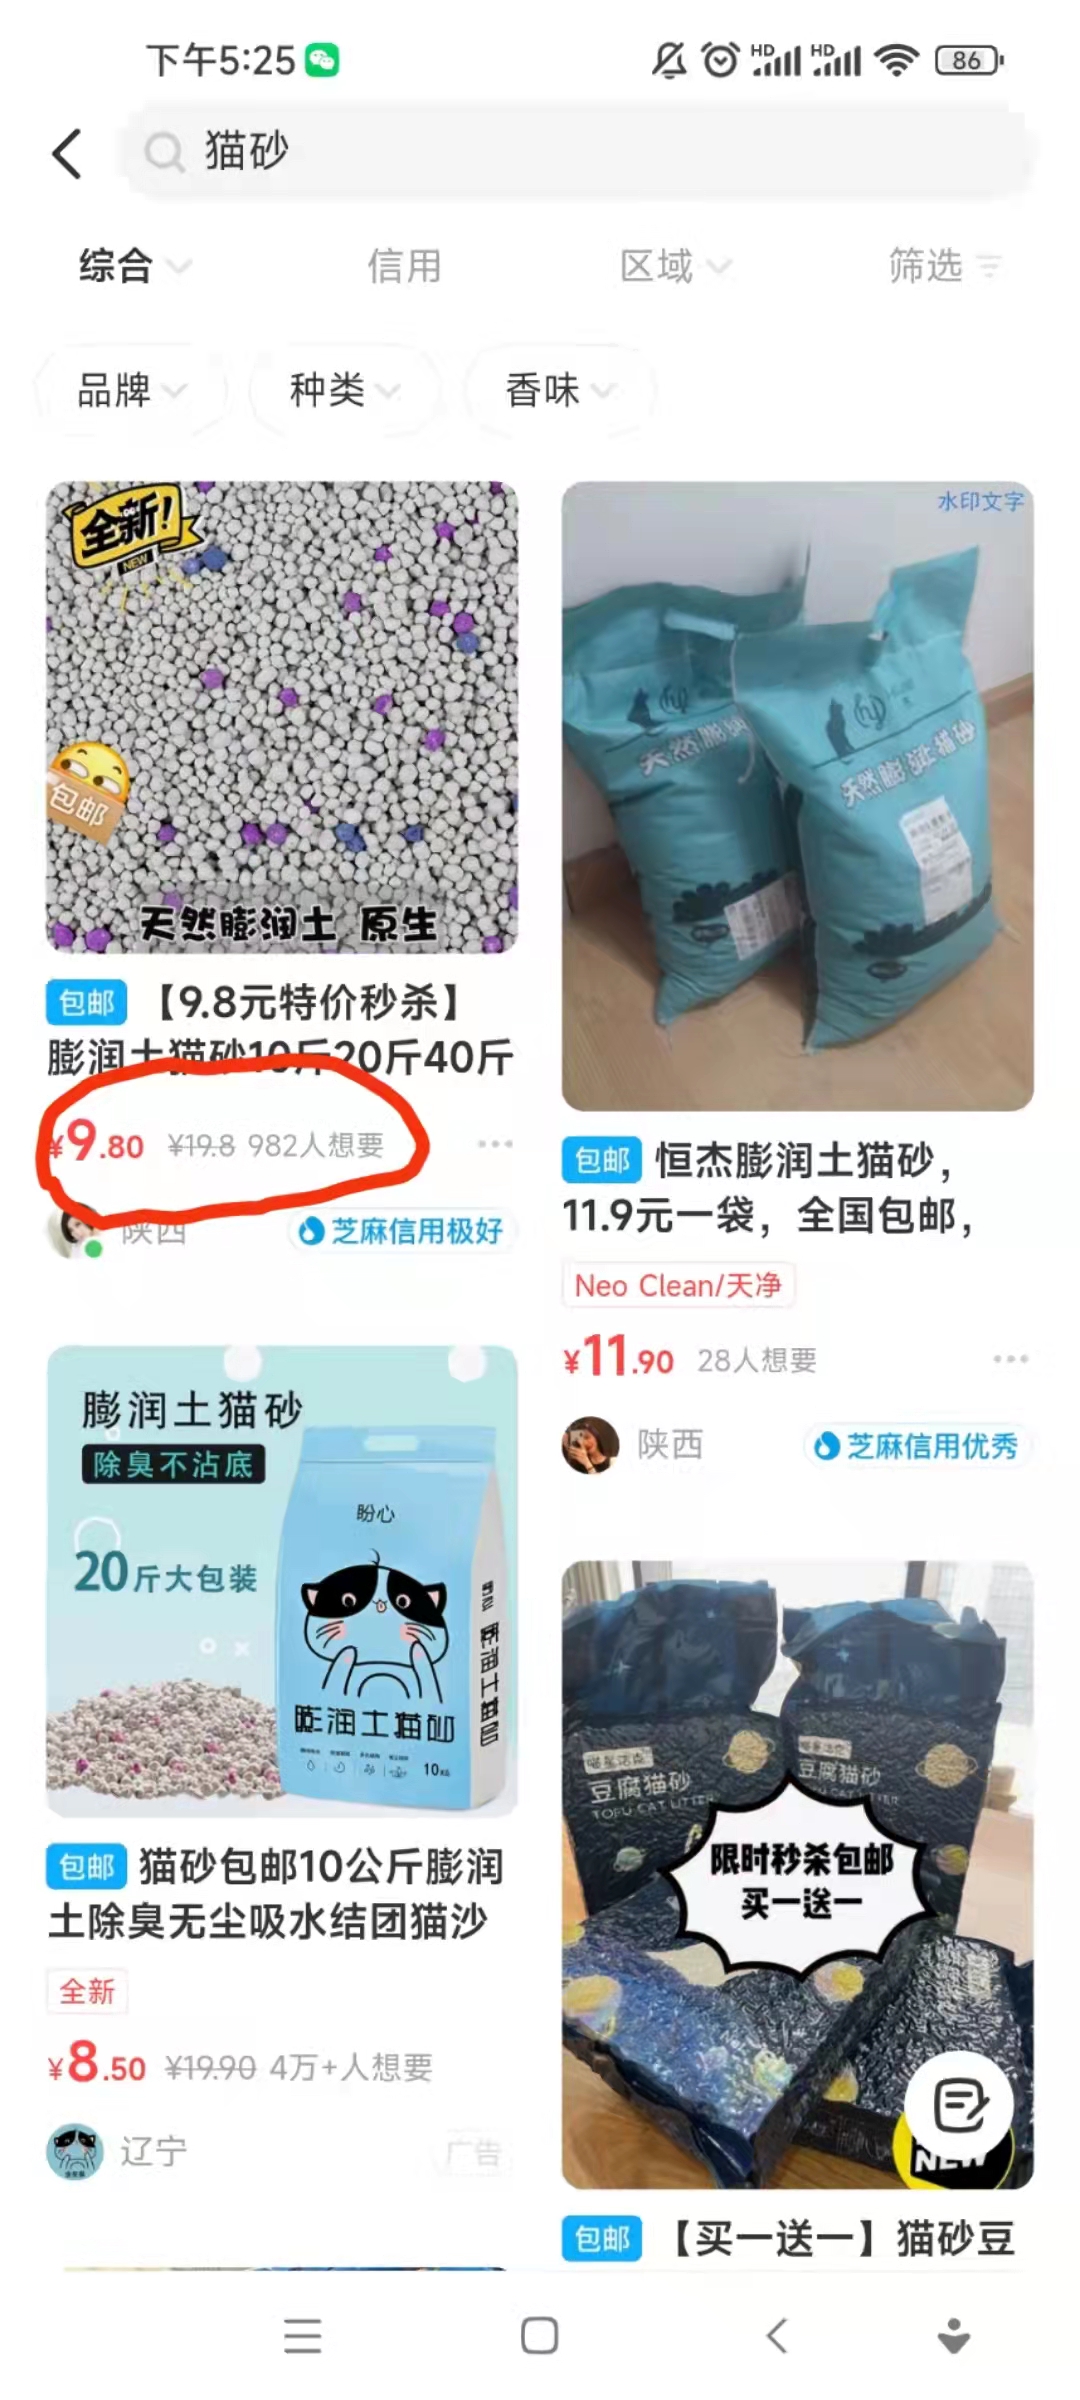 下午5:25
HD HD 86
猫砂
综合 信用 区域 筛选
品牌 种类 香味
全新!
NEW
包邮
天然膨润土 原生
包邮 【9.8元特价秒杀】
膨润土猫砂10斤20斤40斤
¥9.80 ¥19.8 982人想要
陕西 芝麻信用极好
水印文字
天然膨润
天然膨润猫砂
包邮 恒杰膨润土猫砂，
11.9元一袋，全国包邮，
Neo Clean/天净
¥11.90 28人想要
陕西 芝麻信用优秀
膨润土猫砂
除臭不沾底
20斤大包装
盼心
膨润土猫砂
膨润土猫砂
10KG
包邮 猫砂包邮10公斤膨润
土除臭无尘吸水结团猫沙
全新
¥8.50 ¥19.90 4万+人想要
辽宁 广告
豆腐猫砂
TOFU CAT LITTER
豆腐猫砂
TOFU CAT LITTER
限时秒杀包邮
买一送一
NEW
包邮 【买一送一】猫砂豆